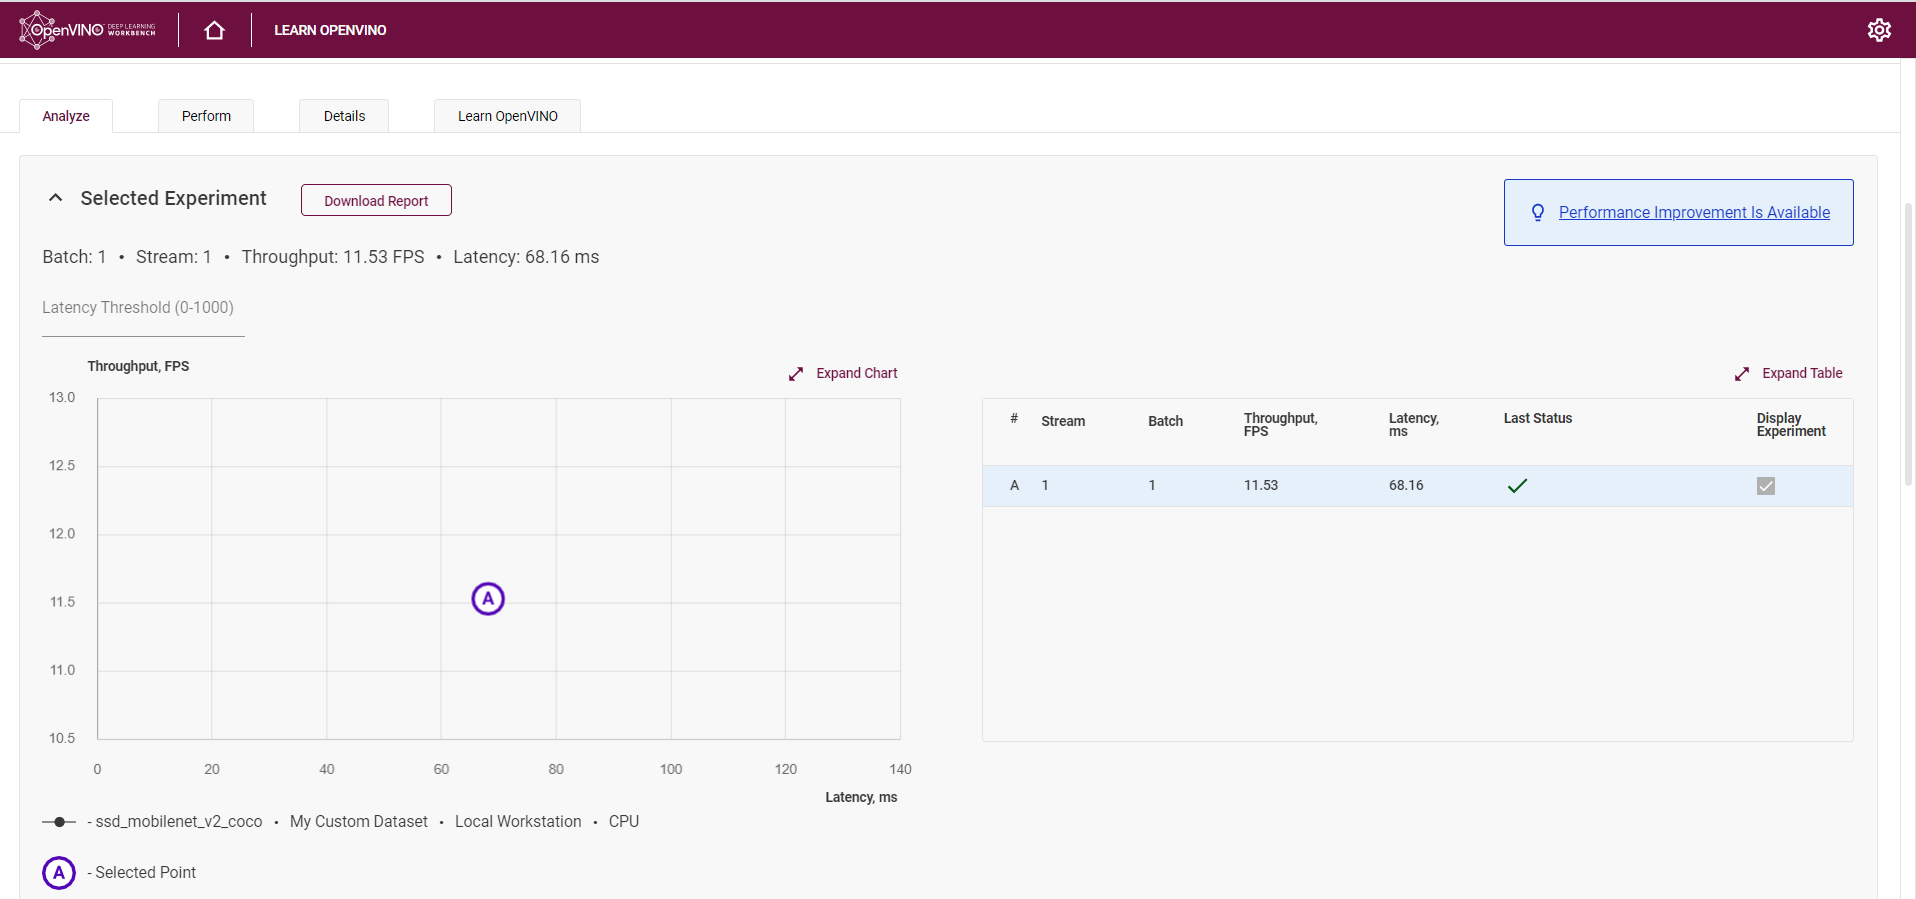 OpenVINO DEEP LEARNING WORKBENCH LEARN OPENVINO
Analyze Perform Details Learn OpenVINO
Selected Experiment Download Report
Performance Improvement Is Available
Batch: 1 • Stream: 1 • Throughput: 11.53 FPS • Latency: 68.16 ms
Latency Threshold (0-1000)
Throughput, FPS
Expand Chart
13.0
12.5
12.0
11.5
11.0
10.5
A
0 20 40 60 80 100 120 140
Latency, ms
- ssd_mobilenet_v2_coco • My Custom Dataset • Local Workstation • CPU
A - Selected Point
Expand Table
# Stream Batch Throughput, FPS Latency, ms Last Status Display Experiment
A 1 1 11.53 68.16